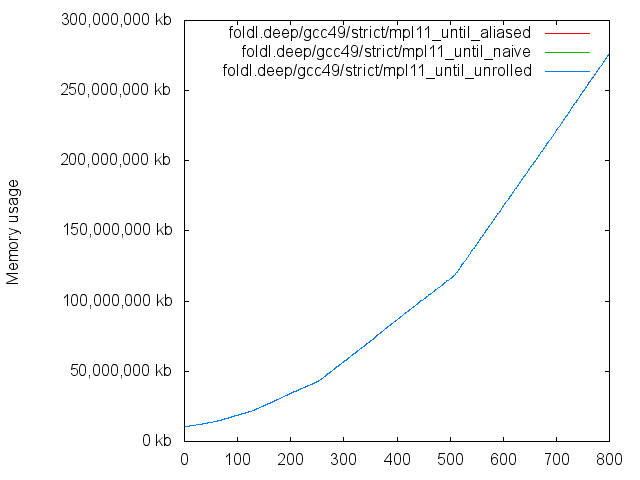 300,000,000 kb
250,000,000 kb
200,000,000 kb
150,000,000 kb
100,000,000 kb
50,000,000 kb
0 kb
Memory usage
foldl.deep/gcc49/strict/mpl11_until_aliased
foldl.deep/gcc49/strict/mpl11_until_naive
foldl.deep/gcc49/strict/mpl11_until_unrolled
0 100 200 300 400 500 600 700 800